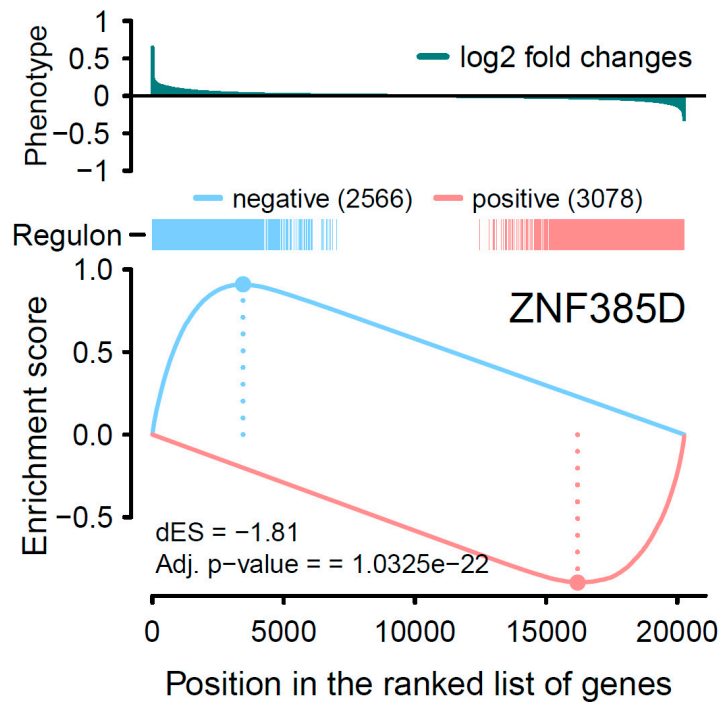 Phenotype
1
0.5
0
−0.5
−1
log2 fold changes
negative (2566) positive (3078)
Regulon
Enrichment score
1.0
0.5
0.0
−0.5
ZNF385D
dES = −1.81
Adj. p−value = = 1.0325e−22
0 5000 10000 15000 20000
Position in the ranked list of genes